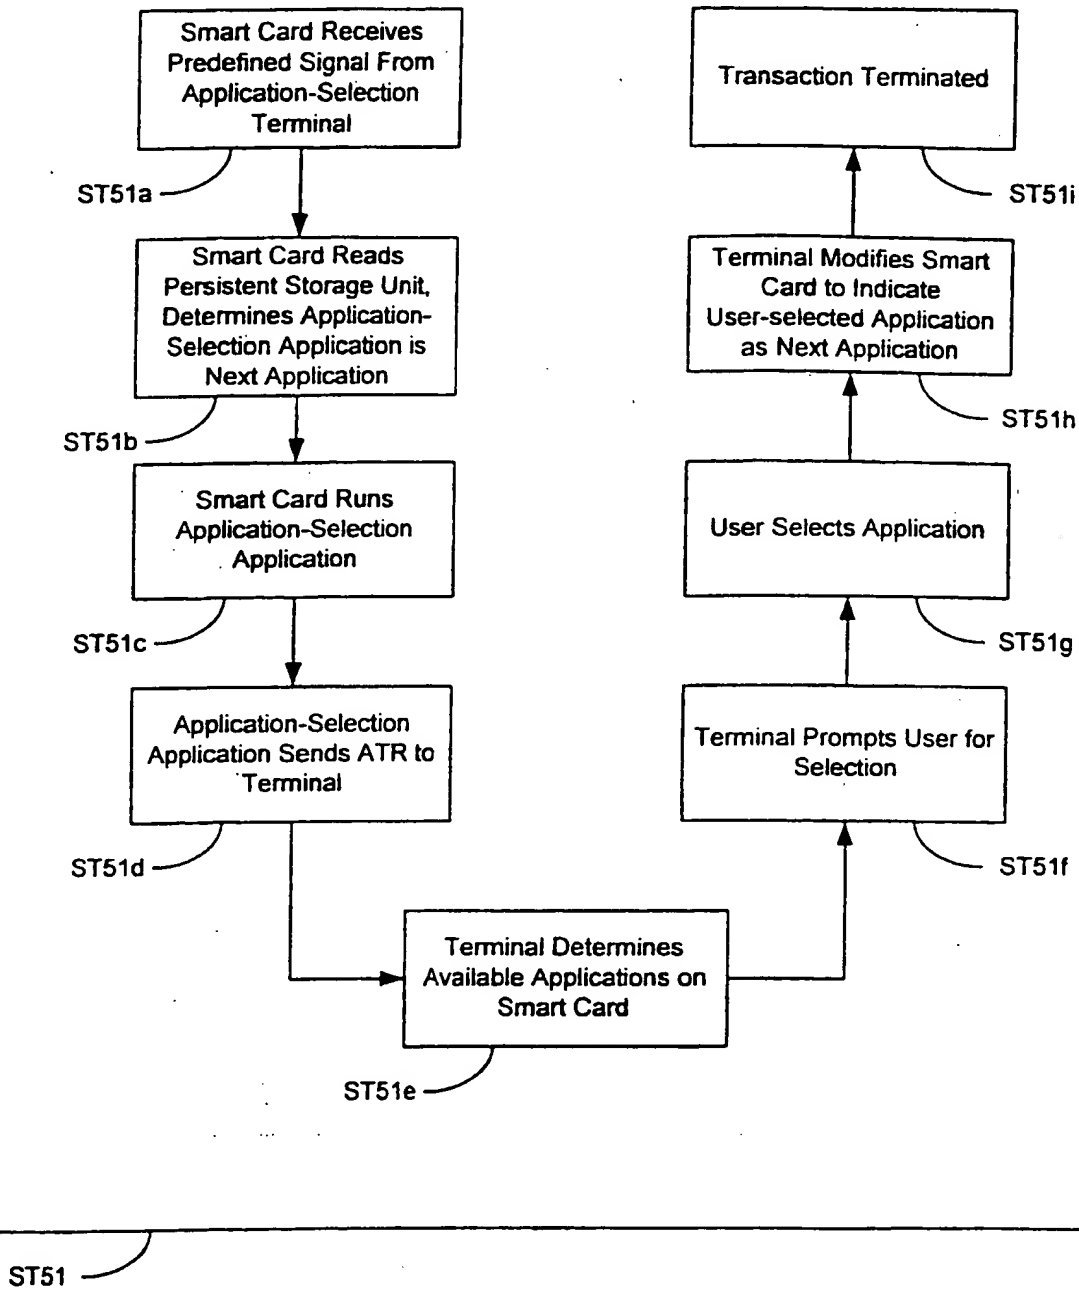 Smart Card Receives
Predefined Signal From
Application-Selection
Terminal
ST51a
Smart Card Reads
Persistent Storage Unit,
Determines Application-
Selection Application is
Next Application
ST51b
Smart Card Runs
Application-Selection
Application
ST51c
Application-Selection
Application Sends ATR to
Terminal
ST51d
Terminal Determines
Available Applications on
Smart Card
ST51e
Terminal Prompts User for
Selection
ST51f
User Selects Application
ST51g
Terminal Modifies Smart
Card to Indicate
User-selected Application
as Next Application
ST51h
Transaction Terminated
ST51i
ST51